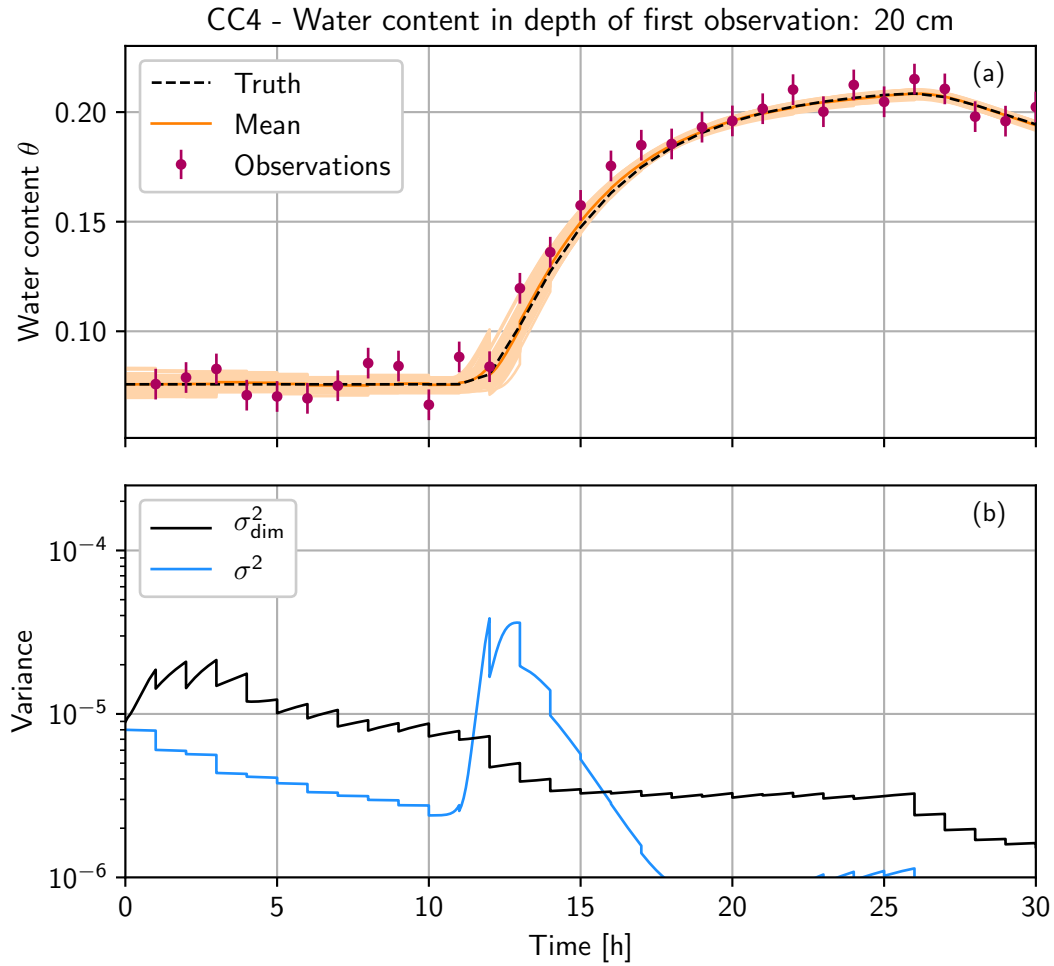 CC4 - Water content in depth of first observation: 20 cm
(a)
Truth
Mean
Observations
0.20
0.15
0.10
Water content θ
(b)
σ²dim
σ²
10⁻⁴
10⁻⁵
10⁻⁶
Variance
0 5 10 15 20 25 30
Time [h]